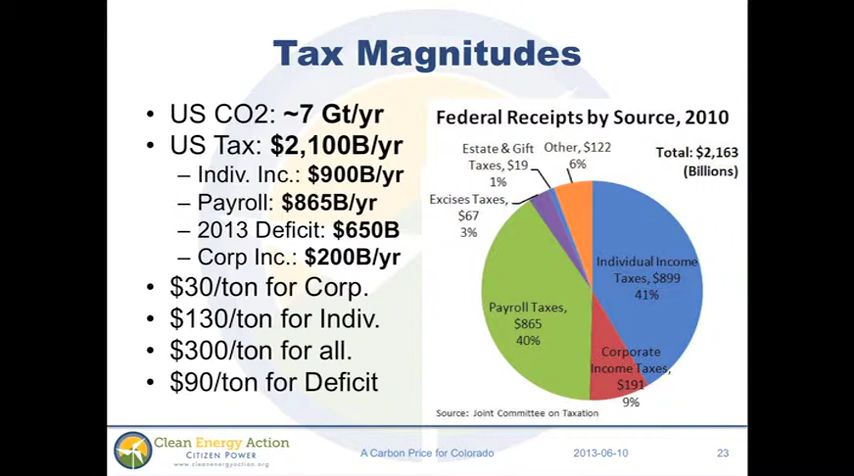 Tax Magnitudes
• US CO2: ~7 Gt/yr
• US Tax: $2,100B/yr
– Indiv. Inc.: $900B/yr
– Payroll: $865B/yr
– 2013 Deficit: $650B
– Corp Inc.: $200B/yr
• $30/ton for Corp.
• $130/ton for Indiv.
• $300/ton for all.
• $90/ton for Deficit
Federal Receipts by Source, 2010
Total: $2,163
(Billions)
Estate & Gift
Taxes, $19
1%
Other, $122
6%
Excises Taxes,
$67
3%
Individual Income
Taxes, $899
41%
Payroll Taxes,
$865
40%
Corporate
Income Taxes,
$191
9%
Source: Joint Committee on Taxation
Clean Energy Action
CITIZEN POWER
www.cleanenergyaction.org
A Carbon Price for Colorado
2013-06-10
23